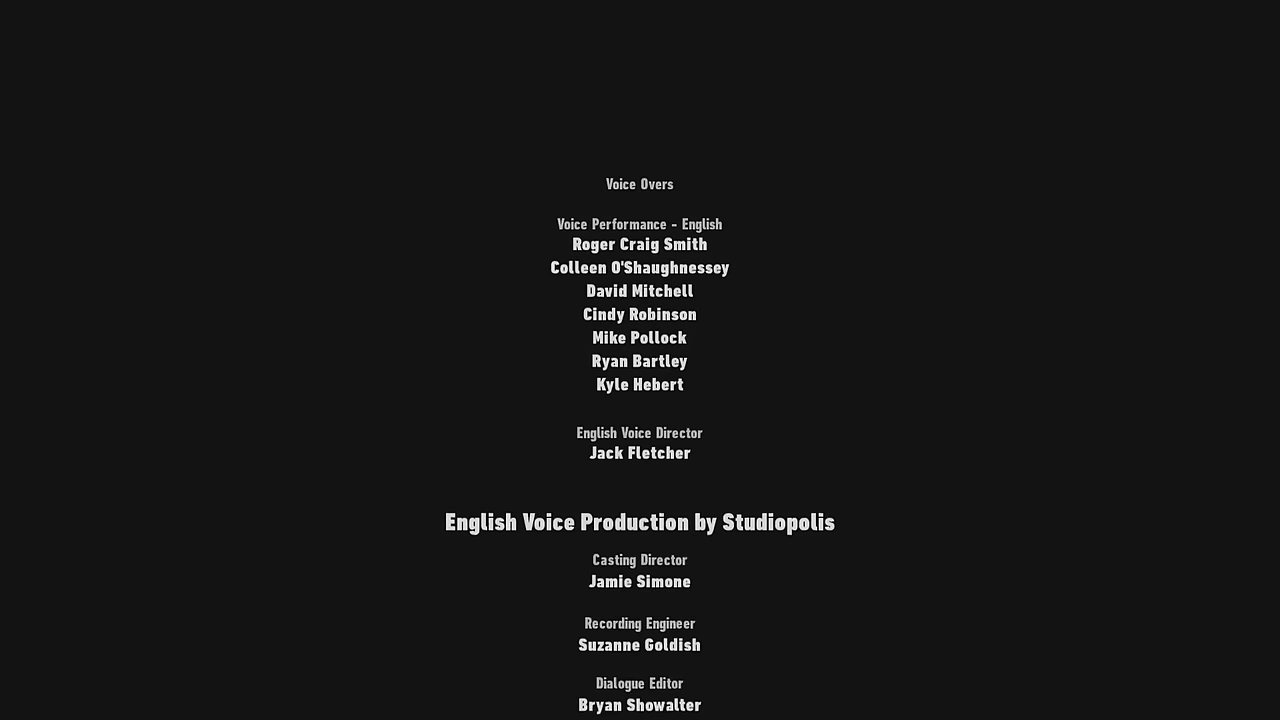 Voice Overs
Voice Performance - English
Roger Craig Smith
Colleen O'Shaughnessey
David Mitchell
Cindy Robinson
Mike Pollock
Ryan Bartley
Kyle Hebert
English Voice Director
Jack Fletcher
English Voice Production by Studiopolis
Casting Director
Jamie Simone
Recording Engineer
Suzanne Goldish
Dialogue Editor
Bryan Showalter